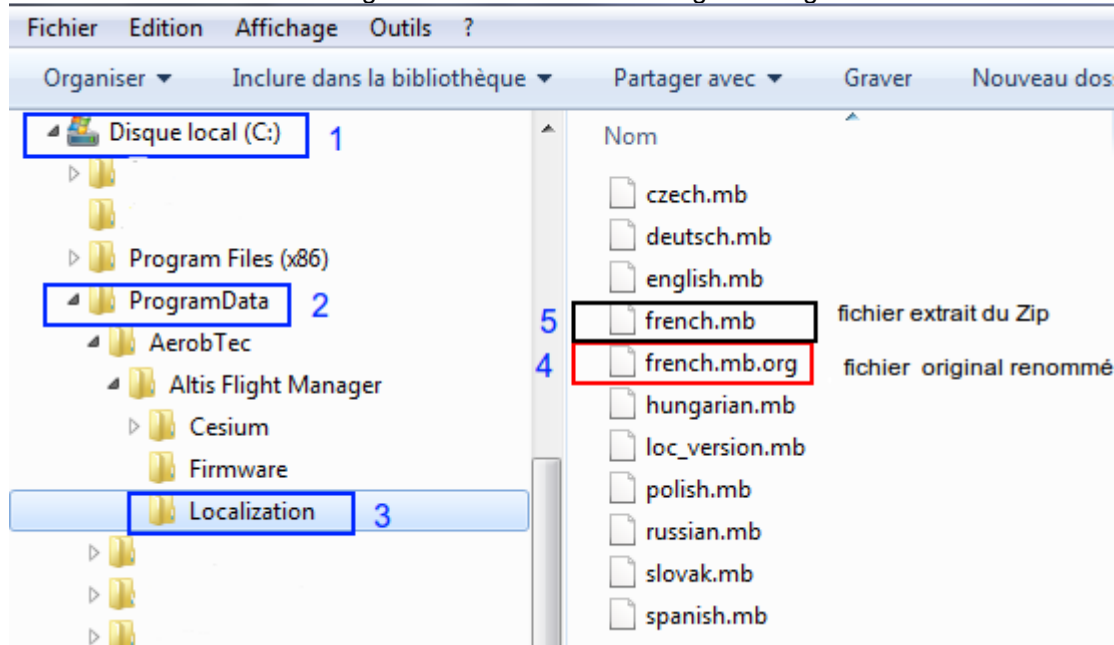 Fichier Edition Affichage Outils ?
Organiser Inclure dans la bibliothèque Partager avec Graver Nouveau dos
Disque local (C:) 1
Program Files (x86)
ProgramData 2
AerobTec
Altis Flight Manager
Cesium
Firmware
Localization 3
Nom
czech.mb
deutsch.mb
english.mb
5 french.mb fichier extrait du Zip
4 french.mb.org fichier original renommé
hungarian.mb
loc_version.mb
polish.mb
russian.mb
slovak.mb
spanish.mb